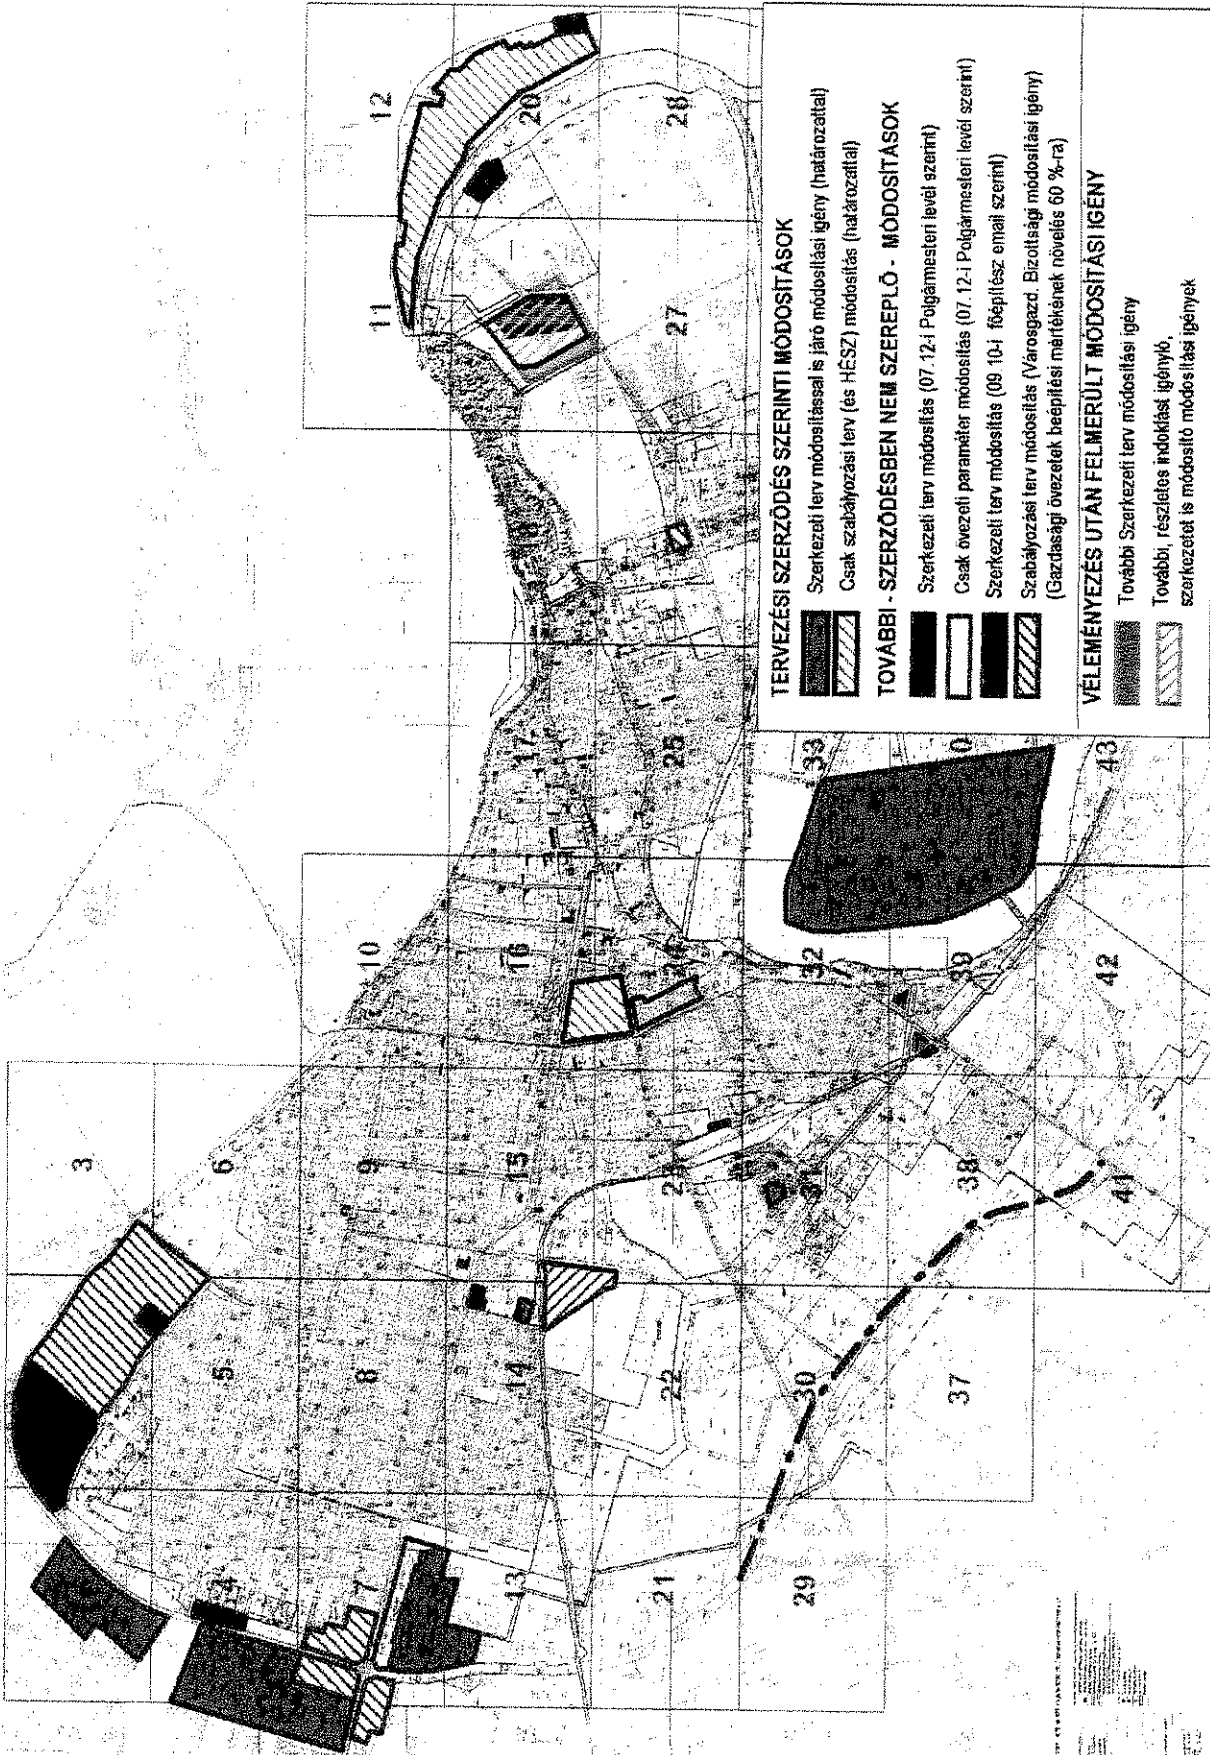 TERVEZÉSI SZERZŐDÉS SZERINTI MÓDOSÍTÁSOK
Szerkezeti terv módosítással is járó módosítási igény (határozattal)
Csak szabályozási terv (és HÉSZ) módosítás (határozattal)
TOVÁBBI - SZERZŐDÉSBEN NEM SZEREPLŐ - MÓDOSÍTÁSOK
Szerkezeti terv módosítás (07.12-i Polgármesteri levél szerint)
Csak övezeti paraméter módosítás (07.12-i Polgármesteri levél szerint)
Szerkezeti terv módosítás (09.10-i főépítész email szerint)
Szabályozási terv módosítás (Városgazd. Bizottsági módosítási igény)
(Gazdasági övezetek beépítési mértékének növelés 60 %-ra)
VÉLEMÉNYEZÉS UTÁN FELMERÜLT MÓDOSÍTÁSI IGÉNY
További Szerkezeti terv módosítási igény
További, részletes indoklást igénylő,
szerkezetet is módosító módosítási igények
3
4
5
6
7
8
9
10
11
12
13
14
15
16
17
20
21
22
25
27
28
29
30
31
32
33
37
38
39
41
42
43